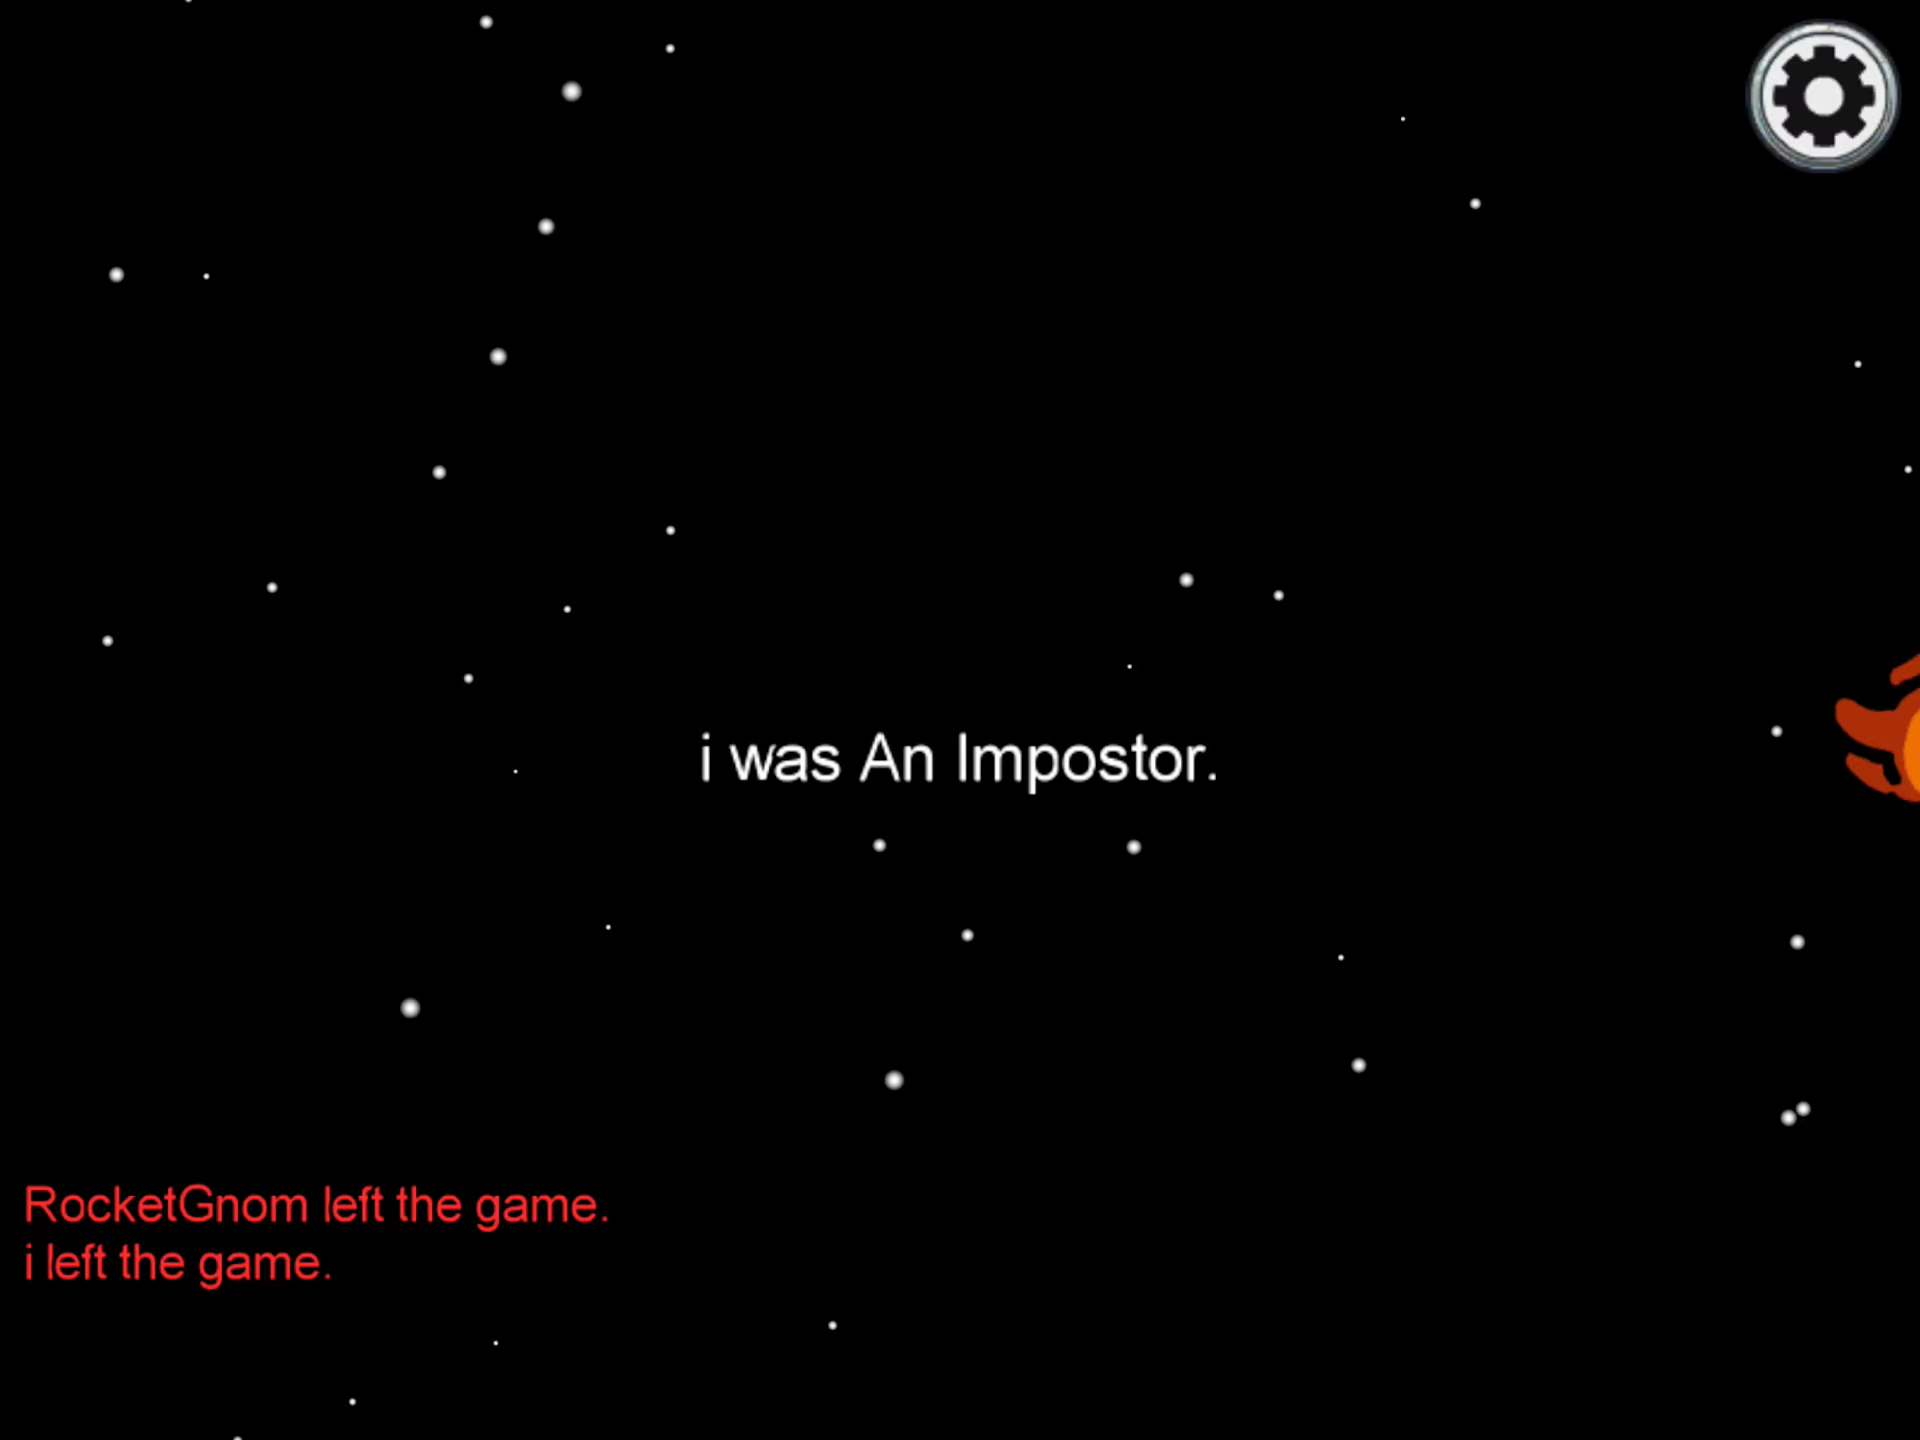 i was An Impostor.
RocketGnom left the game.
i left the game.